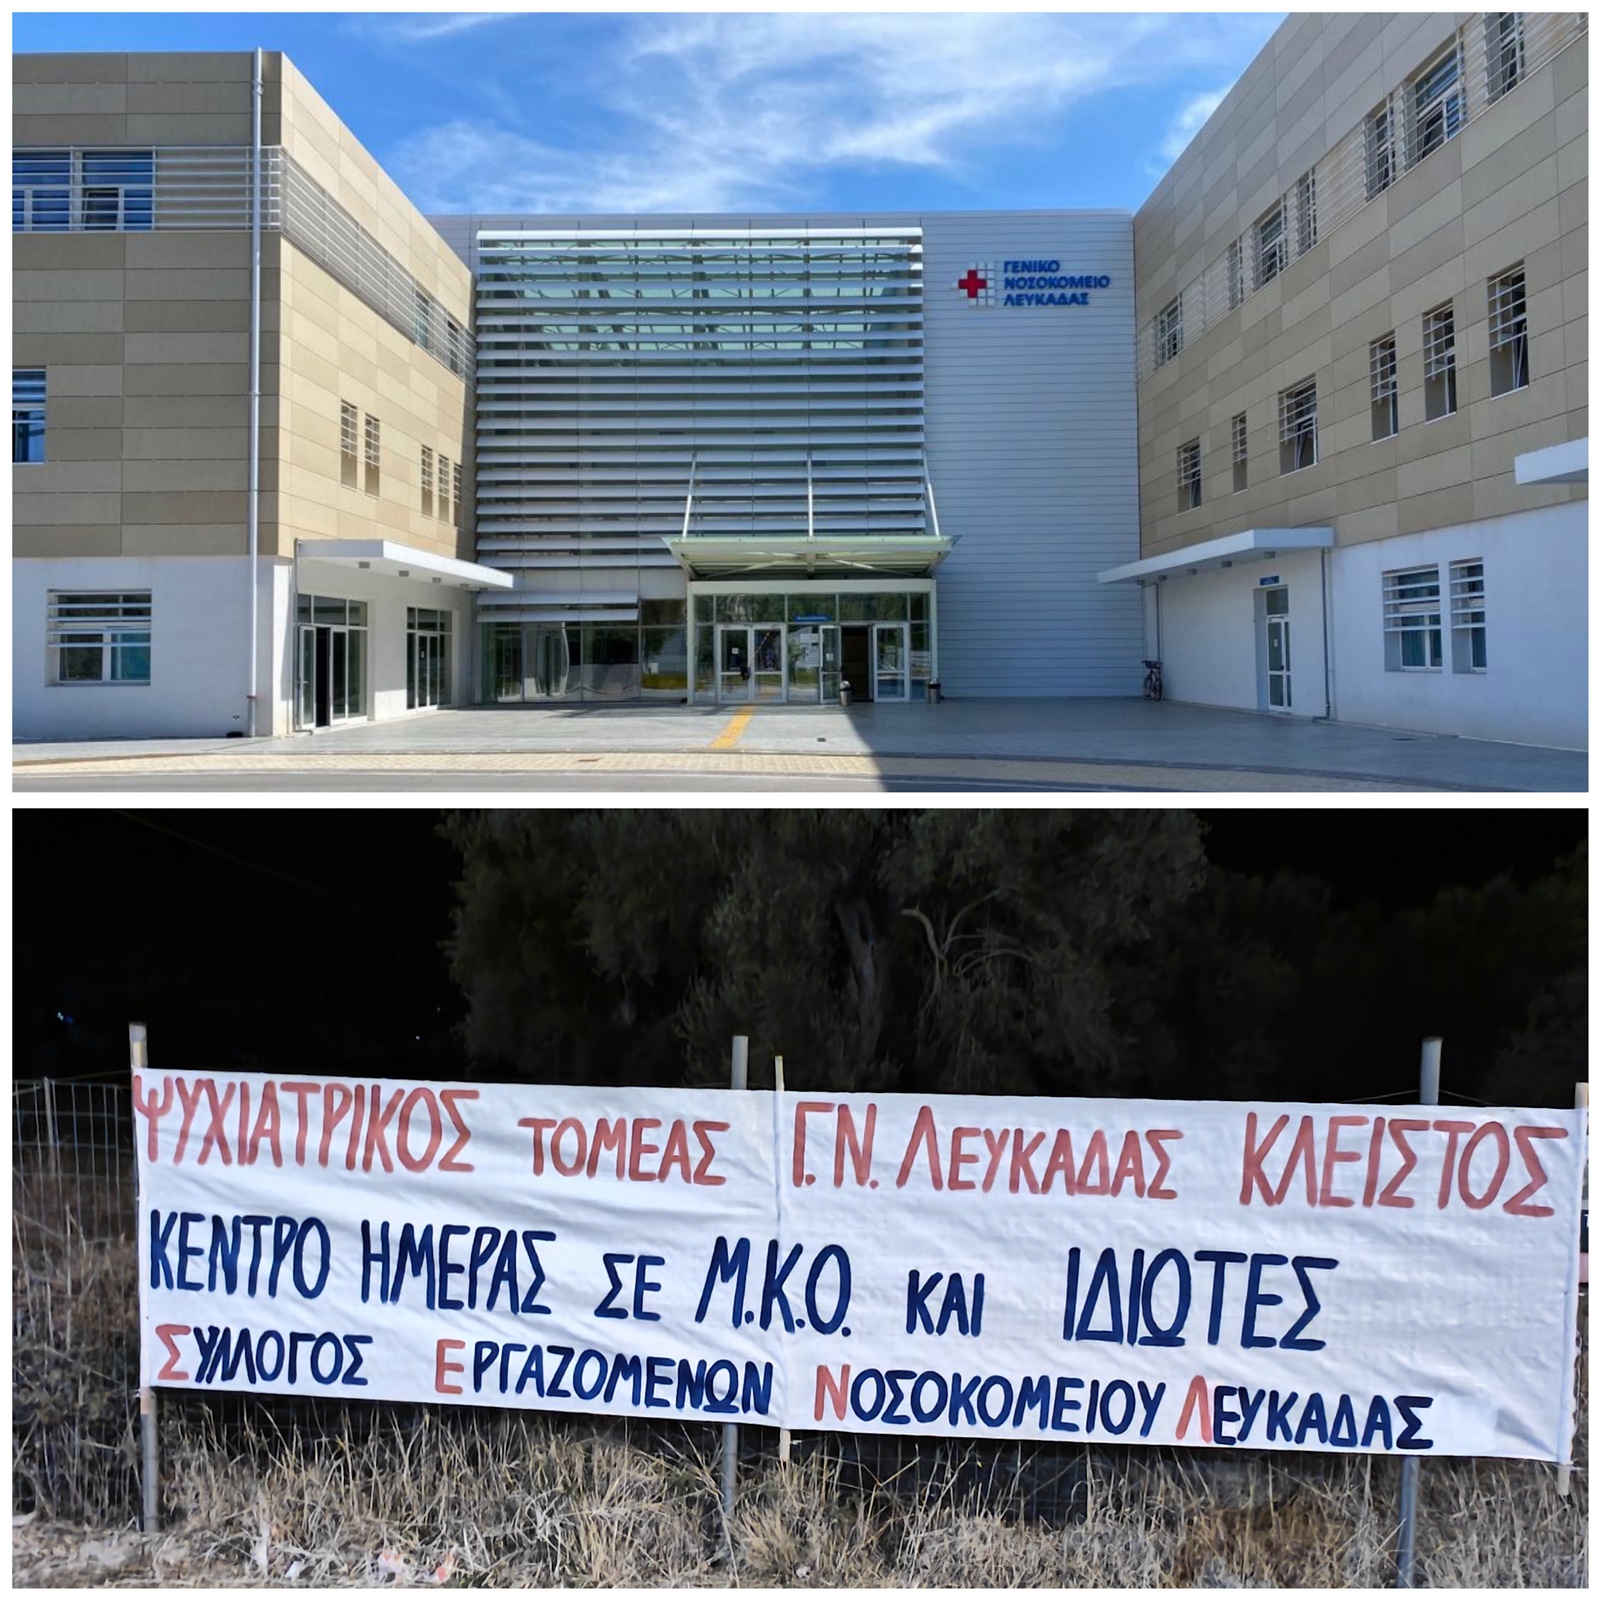 ΓΕΝΙΚΟ
ΝΟΣΟΚΟΜΕΙΟ
ΛΕΥΚΑΔΑΣ
ΨΥΧΙΑΤΡΙΚΟΣ ΤΟΜΕΑΣ Γ.Ν. ΛΕΥΚΑΔΑΣ ΚΛΕΙΣΤΟΣ
ΚΕΝΤΡΟ ΗΜΕΡΑΣ ΣΕ Μ.Κ.Ο. ΚΑΙ ΙΔΙΩΤΕΣ
ΣΥΛΛΟΓΟΣ ΕΡΓΑΖΟΜΕΝΩΝ ΝΟΣΟΚΟΜΕΙΟΥ ΛΕΥΚΑΔΑΣ